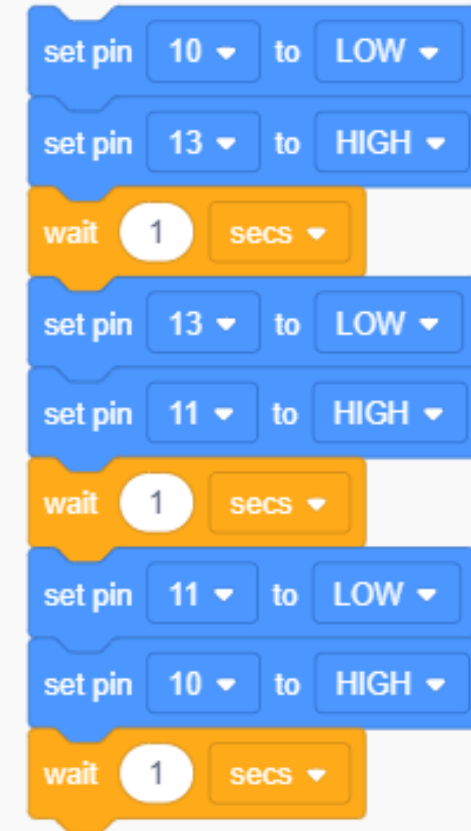 set pin 10 to LOW
set pin 13 to HIGH
wait 1 secs
set pin 13 to LOW
set pin 11 to HIGH
wait 1 secs
set pin 11 to LOW
set pin 10 to HIGH
wait 1 secs